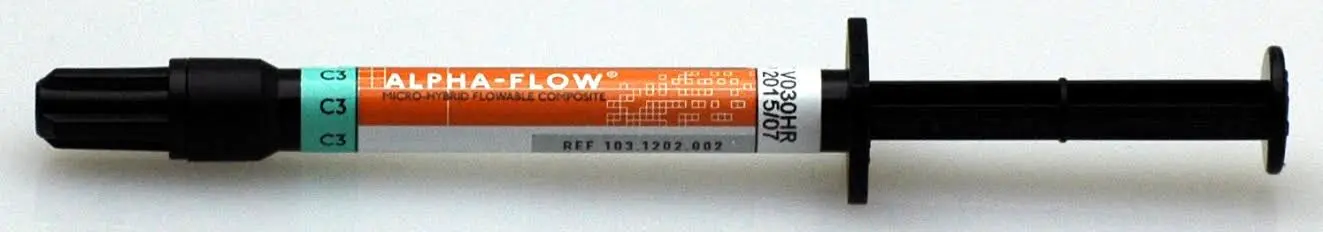 C3
C3
C3
ALPHA-FLOW®
MICRO-HYBRID FLOWABLE COMPOSITE
REF 103.1202.002
V030HR
2015/07